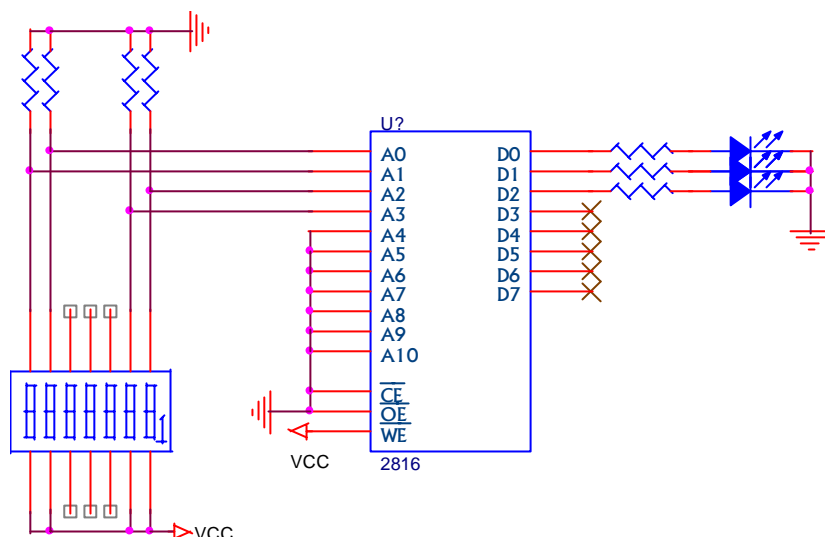 U?
A0 D0
A1 D1
A2 D2
A3 D3
A4 D4
A5 D5
A6 D6
A7 D7
A8
A9
A10
CE
OE
WE
VCC
2816
1
VCC